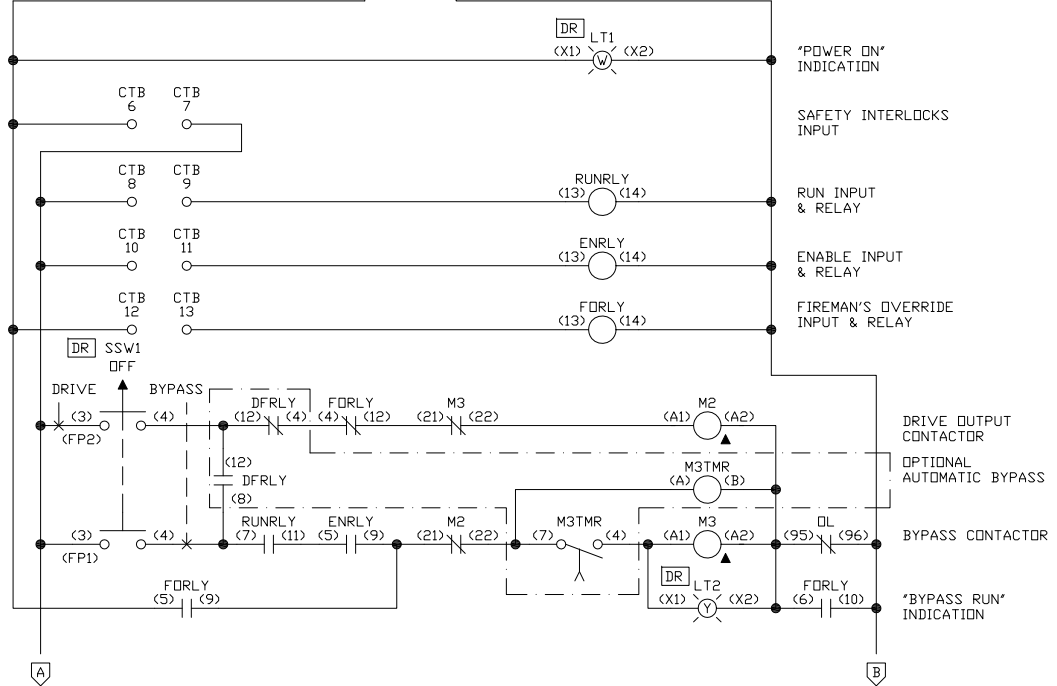 DR LT1
(X1) (X2)
W
"POWER ON"
INDICATION
CTB CTB
6 7
SAFETY INTERLOCKS
INPUT
CTB CTB
8 9
RUNRLY
(13) (14)
RUN INPUT
& RELAY
CTB CTB
10 11
ENRLY
(13) (14)
ENABLE INPUT
& RELAY
CTB CTB
12 13
FORLY
(13) (14)
FIREMAN'S OVERRIDE
INPUT & RELAY
DR SSW1
OFF
DRIVE BYPASS
(3) (4)
(FP2)
DFRLY
(12) (4)
FORLY
(4) (12)
M3
(21) (22)
M2
(A1) (A2)
DRIVE OUTPUT
CONTACTOR
(12)
DFRLY
(8)
M3TMR
(A) (B)
OPTIONAL
AUTOMATIC BYPASS
(3) (4)
(FP1)
RUNRLY
(7) (11)
ENRLY
(5) (9)
M2
(21) (22)
M3TMR
(7) (4)
M3
(A1) (A2)
OL
(95) (96)
BYPASS CONTACTOR
FORLY
(5) (9)
DR LT2
(X1) (X2)
Y
FORLY
(6) (10)
"BYPASS RUN"
INDICATION
A B